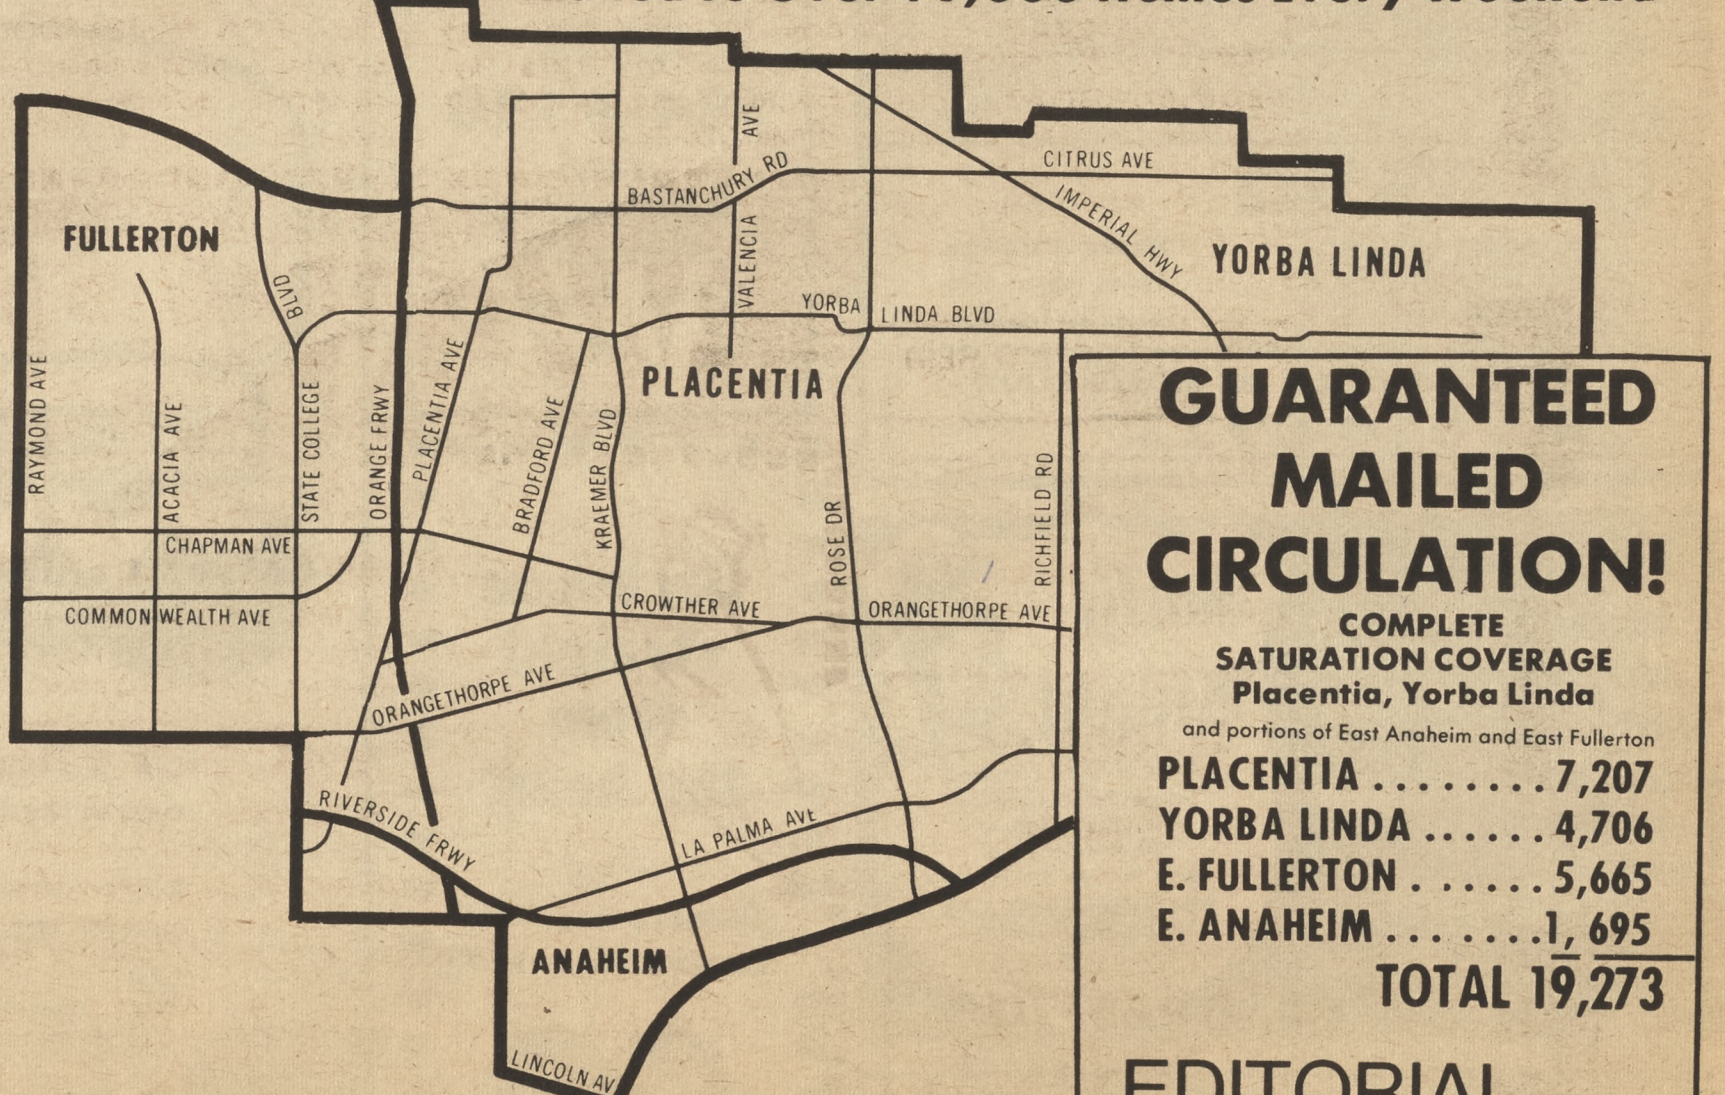 Every Weekend
AVE
CITRUS AVE
BASTANCHURY RD
IMPERIAL HWY
FULLERTON
YORBA LINDA
VALENCIA
BLVD
YORBA LINDA BLVD
PLACENTIA
RAYMOND AVE
ACACIA AVE
STATE COLLEGE
ORANGE FRWY
PLACENTIA AVE
BRADFORD AVE
KRAEMER BLVD
ROSE DR
RICHFIELD RD
CHAPMAN AVE
COMMONWEALTH AVE
CROWTHER AVE
ORANGETHORPE AVE
ORANGETHORPE AVE
RIVERSIDE FRWY
LA PALMA AVE
ANAHEIM
LINCOLN AV
GUARANTEED
MAILED
CIRCULATION!
COMPLETE
SATURATION COVERAGE
Placentia, Yorba Linda
and portions of East Anaheim and East Fullerton
PLACENTIA ........7,207
YORBA LINDA ......4,706
E. FULLERTON . ......5,665
E. ANAHEIM ... ....1, 695
TOTAL 19,273
EDITORIAL